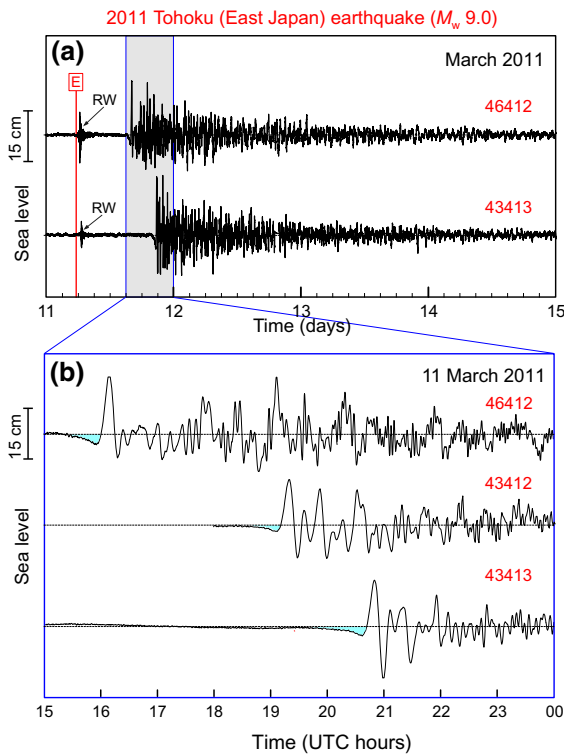 2011 Tohoku (East Japan) earthquake (Mw 9.0)
(a)
March 2011
E
RW
46412
15 cm
RW
43413
Sea level
11 12 13 14 15
Time (days)
(b)
11 March 2011
46412
15 cm
43412
Sea level
43413
15 16 17 18 19 20 21 22 23 00
Time (UTC hours)